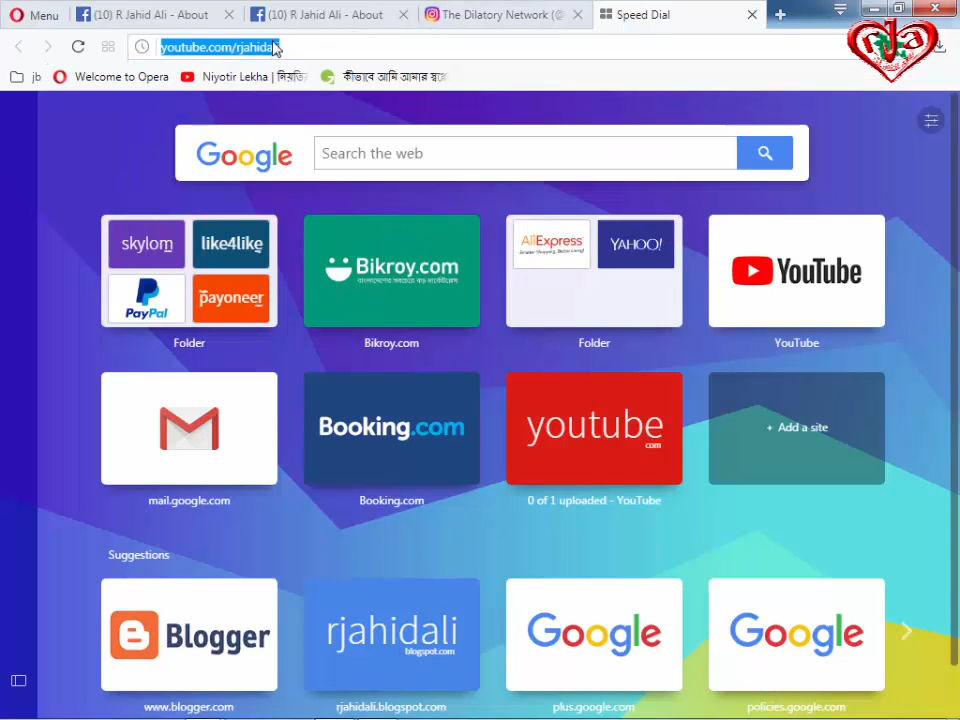 Menu
(10) R Jahid Ali - About
(10) R Jahid Ali - About
The Dilatory Network (@
Speed Dial
youtube.com/rjahida
rja
jb
Welcome to Opera
Niyotir Lekha | নিয়তি
কীভাবে আমি আমার স্বরে
Google
Search the web
skylom
like4like
PayPal
payoneer
Folder
Bikroy.com
Bikroy.com
AliExpress
YAHOO!
Folder
YouTube
YouTube
mail.google.com
Booking.com
Booking.com
youtube
com
0 of 1 uploaded - YouTube
+ Add a site
Suggestions
Blogger
www.blogger.com
rjahidali
blogspot.com
rjahidali.blogspot.com
Google
plus.google.com
Google
policies.google.com